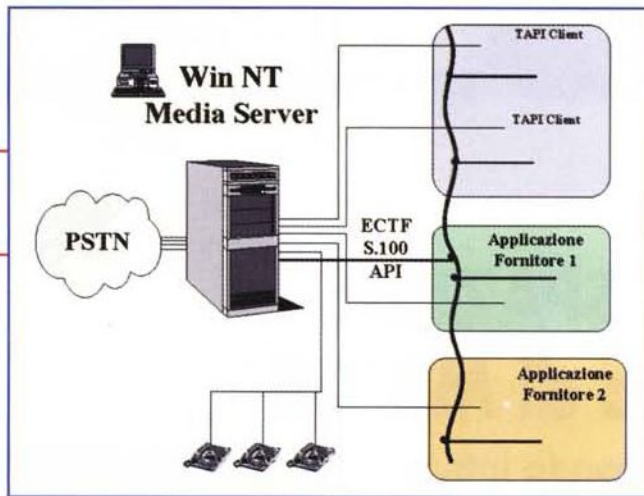 Win NT
Media Server
PSTN
ECTF
S.100
API
TAPI Client
TAPI Client
Applicazione
Fornitore 1
Applicazione
Fornitore 2